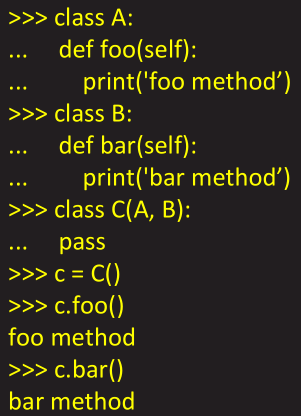 >>> class A:
...    def foo(self):
...        print('foo method’)
>>> class B:
...    def bar(self):
...        print('bar method’)
>>> class C(A, B):
...    pass
>>> c = C()
>>> c.foo()
foo method
>>> c.bar()
bar method